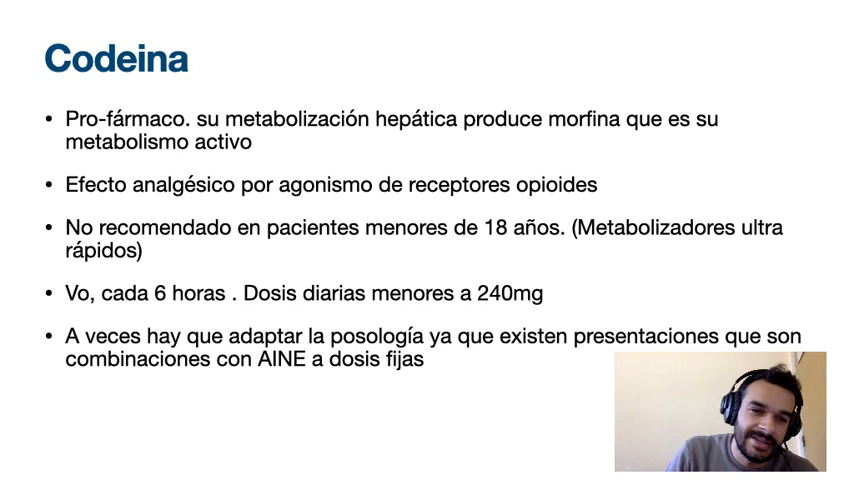 Codeina
• Pro-fármaco. su metabolización hepática produce morfina que es su
metabolismo activo
• Efecto analgésico por agonismo de receptores opioides
• No recomendado en pacientes menores de 18 años. (Metabolizadores ultra
rápidos)
• Vo, cada 6 horas . Dosis diarias menores a 240mg
• A veces hay que adaptar la posología ya que existen presentaciones que son
combinaciones con AINE a dosis fijas